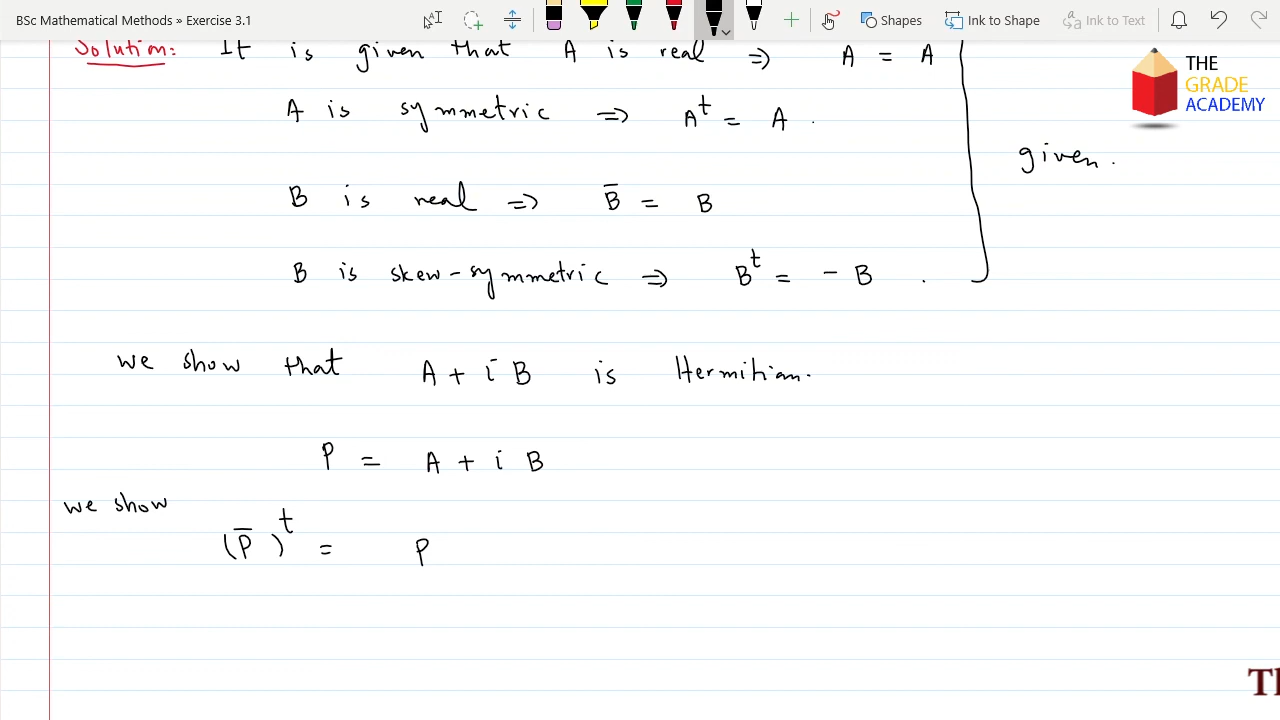 BSc Mathematical Methods » Exercise 3.1
Shapes
Ink to Shape
Ink to Text
THE
GRADE
ACADEMY
Solution: It is given that A is real ⇒ A = A
A is symmetric ⇒ Aᵗ = A .
given.
B is real ⇒ B̅ = B
B is skew-symmetric ⇒ Bᵗ = - B .
we show that A + i B is Hermitian.
P = A + i B
we show
(P̅)ᵗ = P